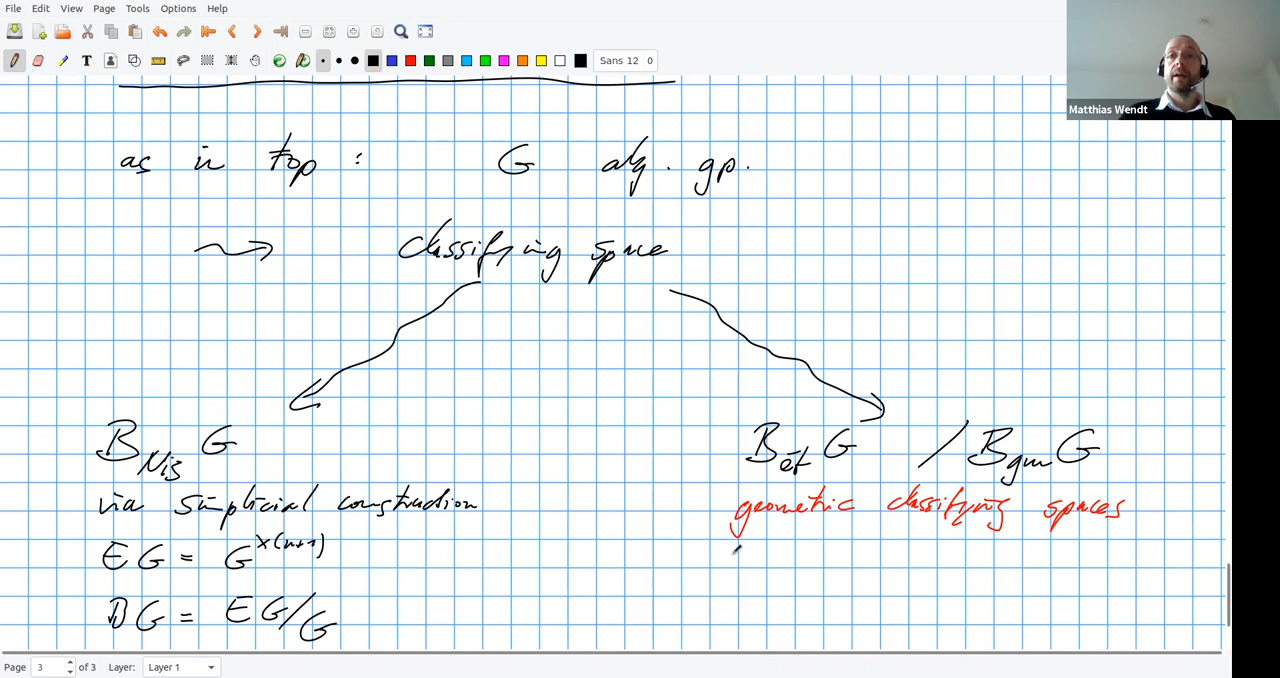 File Edit View Page Tools Options Help
Sans 12 0
Matthias Wendt
as in top : G alg. gp.
⇝ classifying space
B_Nis G B_ét G / B_gm G
via simplicial construction geometric classifying spaces
EG = G^×(n+1)
BG = EG/G
Page 3 of 3 Layer: Layer 1